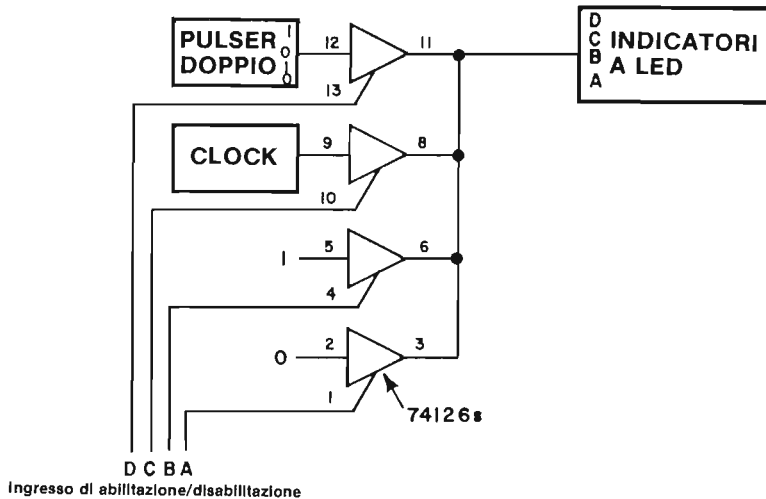 PULSER
DOPPIO
1
0
1
0
12
11
13
D
C
B
A
INDICATORI
A LED
CLOCK
9
8
10
1
5
6
4
0
2
3
1
74126s
D C B A
Ingresso di abilitazione/disabilitazione